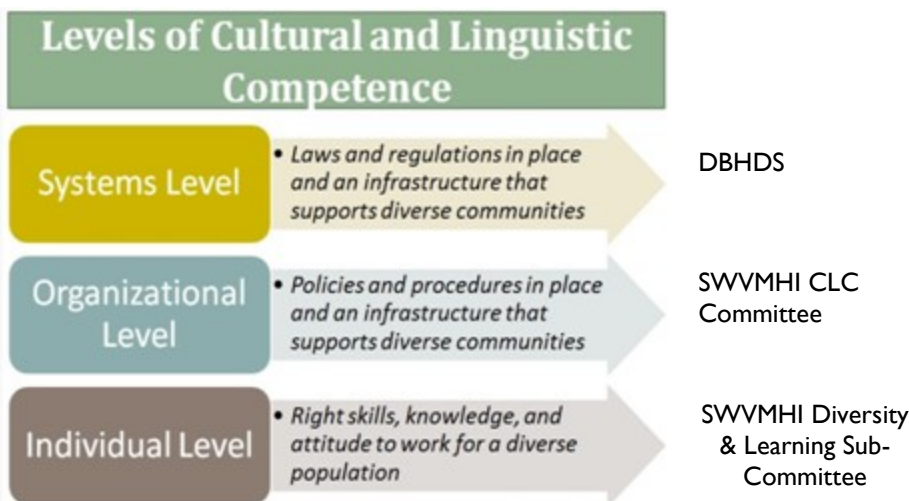 Levels of Cultural and Linguistic
Competence
Systems Level
• Laws and regulations in place
and an infrastructure that
supports diverse communities
DBHDS
Organizational
Level
• Policies and procedures in place
and an infrastructure that
supports diverse communities
SWVMHI CLC
Committee
Individual Level
• Right skills, knowledge, and
attitude to work for a diverse
population
SWVMHI Diversity
& Learning Sub-
Committee